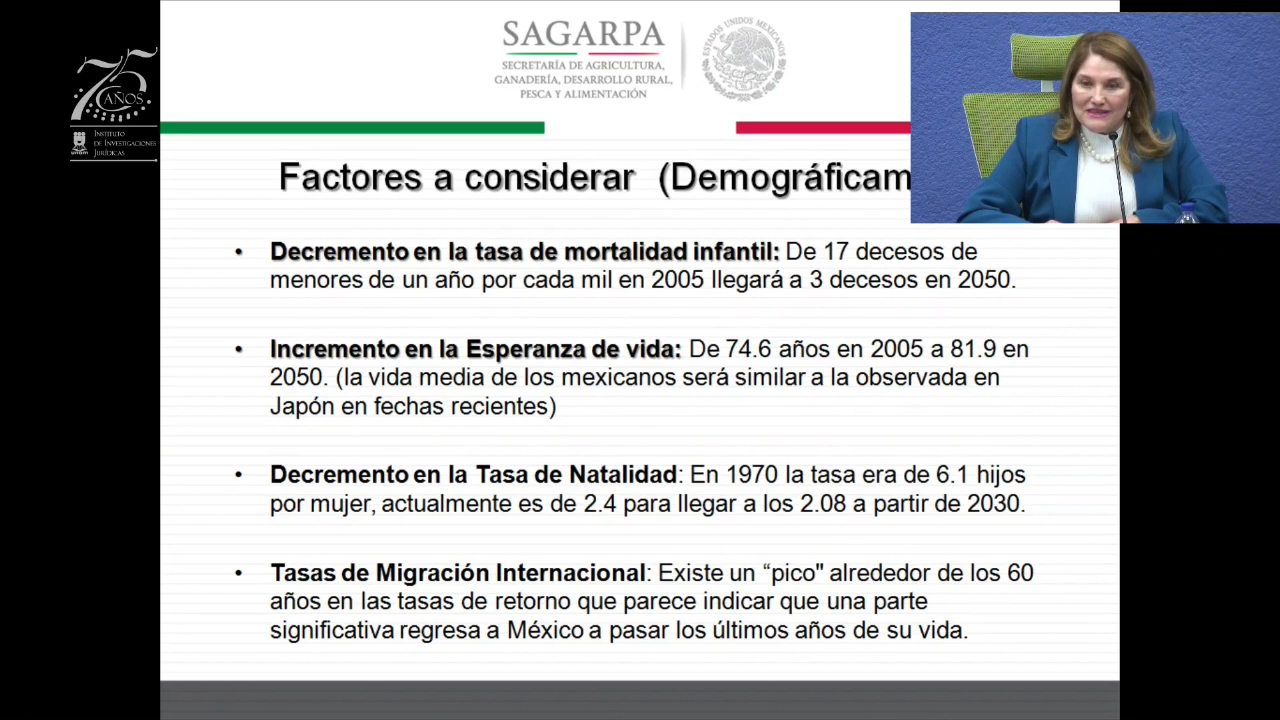 75
AÑOS
INSTITUTO
DE INVESTIGACIONES
JURÍDICAS
UNAM
SAGARPA
SECRETARÍA DE AGRICULTURA,
GANADERÍA, DESARROLLO RURAL,
PESCA Y ALIMENTACIÓN
ESTADOS UNIDOS MEXICANOS
Factores a considerar (Demográficam
• Decremento en la tasa de mortalidad infantil: De 17 decesos de
menores de un año por cada mil en 2005 llegará a 3 decesos en 2050.
• Incremento en la Esperanza de vida: De 74.6 años en 2005 a 81.9 en
2050. (la vida media de los mexicanos será similar a la observada en
Japón en fechas recientes)
• Decremento en la Tasa de Natalidad: En 1970 la tasa era de 6.1 hijos
por mujer, actualmente es de 2.4 para llegar a los 2.08 a partir de 2030.
• Tasas de Migración Internacional: Existe un “pico" alrededor de los 60
años en las tasas de retorno que parece indicar que una parte
significativa regresa a México a pasar los últimos años de su vida.